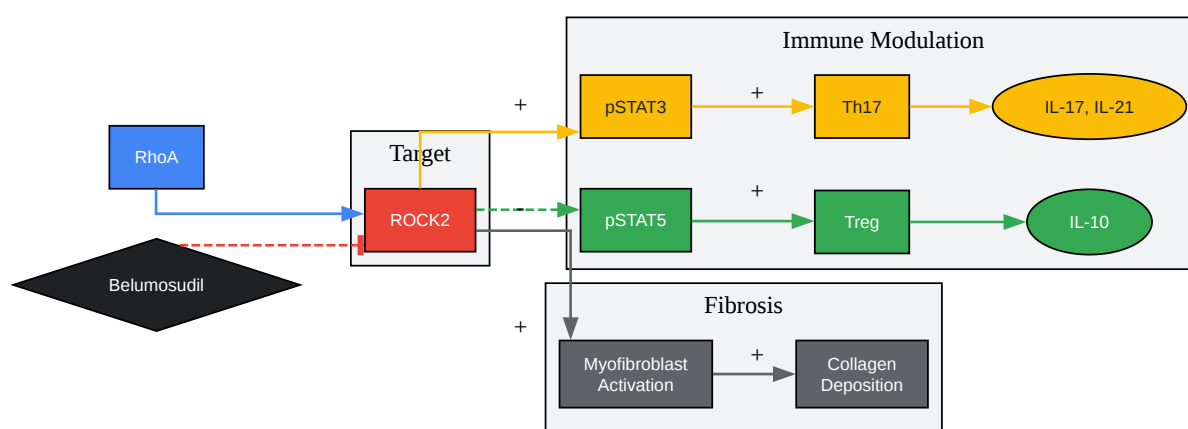 Immune Modulation
+
pSTAT3
+
Th17
IL-17, IL-21
RhoA
Target
ROCK2
-
pSTAT5
+
Treg
IL-10
Belumosudil
Fibrosis
+
Myofibroblast
Activation
+
Collagen
Deposition